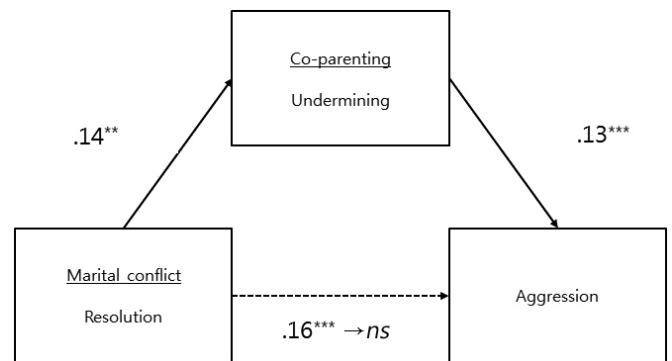 Co-parenting
Undermining
.14**
.13***
Marital conflict
Resolution
Aggression
.16*** →ns